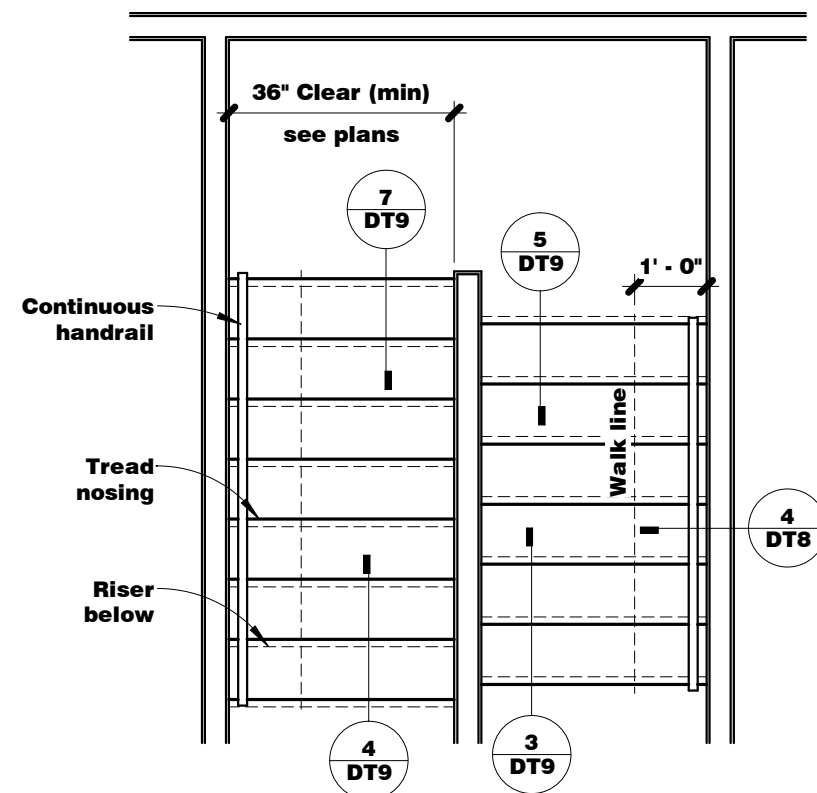 36" Clear (min)
see plans
7
DT9
5
DT9
1' - 0"
Continuous
handrail
Walk line
Tread
nosing
4
DT8
Riser
below
4
DT9
3
DT9